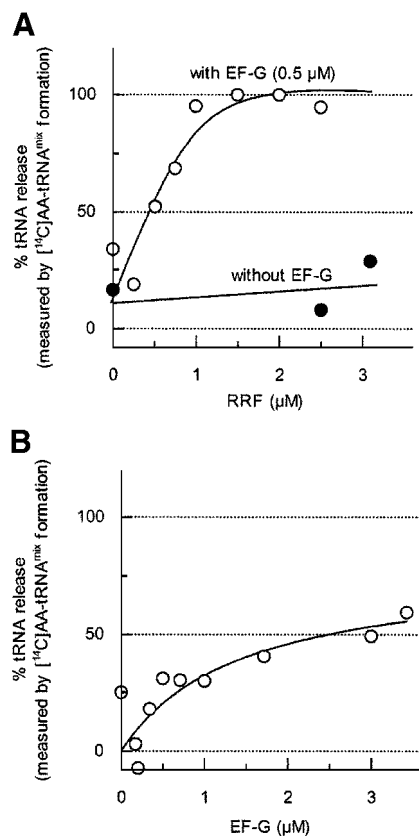 A
% tRNA release
(measured by [¹⁴C]AA-tRNAᵐⁱˣ formation)
100
50
0
with EF-G (0.5 µM)
without EF-G
0 1 2 3
RRF (µM)
B
% tRNA release
(measured by [¹⁴C]AA-tRNAᵐⁱˣ formation)
100
50
0
0 1 2 3
EF-G (µM)